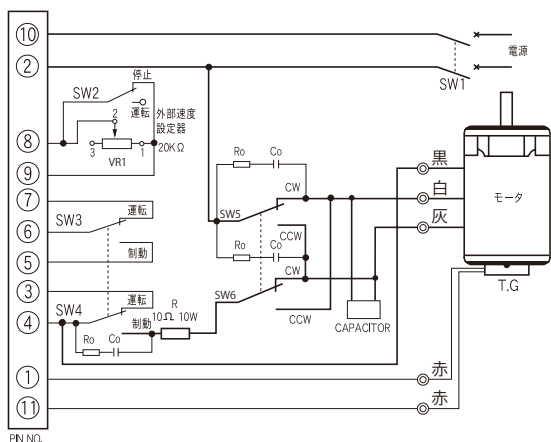 ⑩
電源
②
SW1
停止
SW2
運転
外部速度
設定器
20KΩ
2
3
1
VR1
⑧
⑨
黒
白
灰
モータ
T.G
Ro
Co
CW
SW5
CCW
⑦
運転
SW3
⑥
制動
⑤
Ro
Co
CW
SW6
CCW
CAPACITOR
③
運転
SW4
④
制動
R
10Ω 10W
Ro
Co
①
赤
⑪
赤
PIN NO.